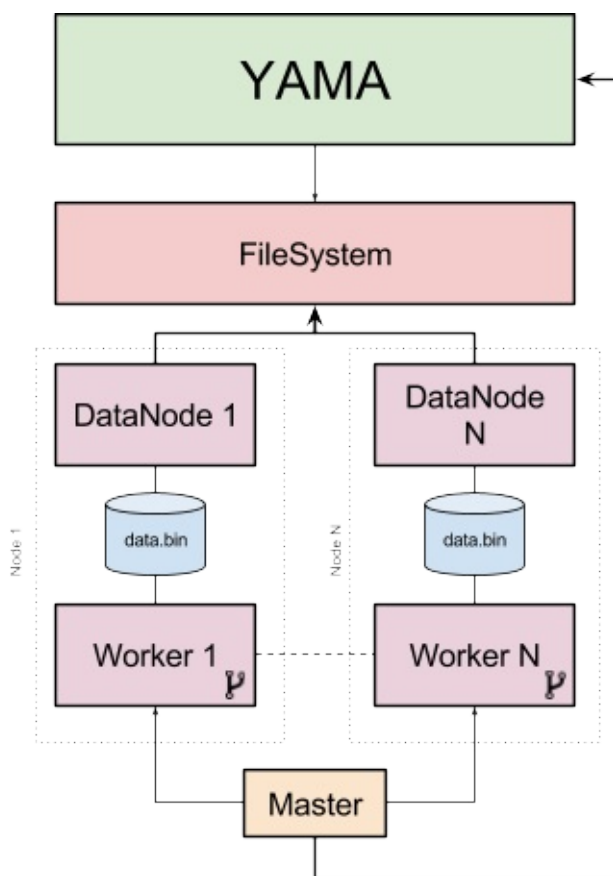 YAMA
FileSystem
DataNode 1
DataNode
N
Node 1
data.bin
Node N
data.bin
Worker 1
Worker N
Master